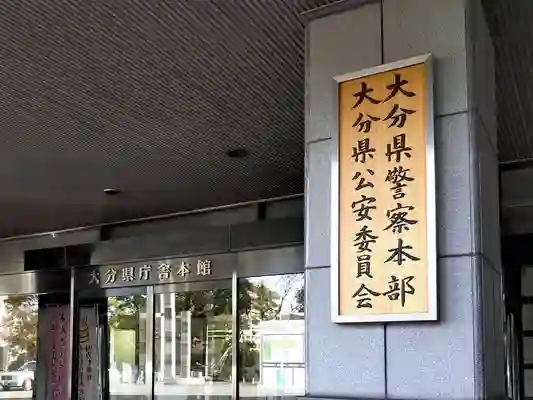 大分県警察本部
大分県公安委員会
大分県庁舎本館